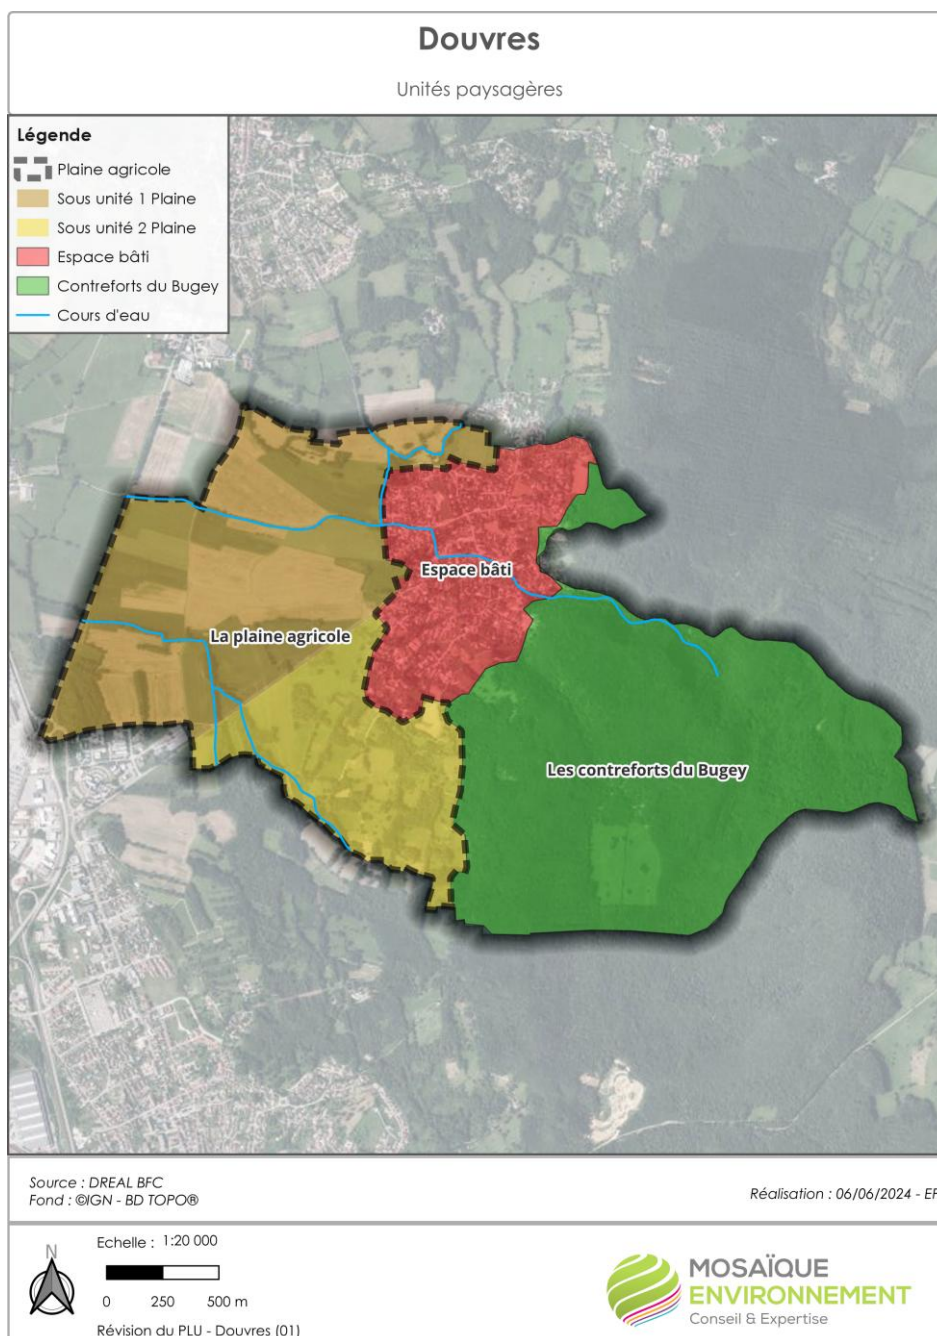 Douvres
Unités paysagères
Légende
Plaine agricole
Sous unité 1 Plaine
Sous unité 2 Plaine
Espace bâti
Contreforts du Bugey
Cours d'eau
Espace bâti
La plaine agricole
Les contreforts du Bugey
Source : DREAL BFC
Fond : ©IGN - BD TOPO®
Réalisation : 06/06/2024 - EF
N
Echelle : 1:20 000
0 250 500 m
Révision du PLU - Douvres (01)
MOSAÏQUE
ENVIRONNEMENT
Conseil & Expertise